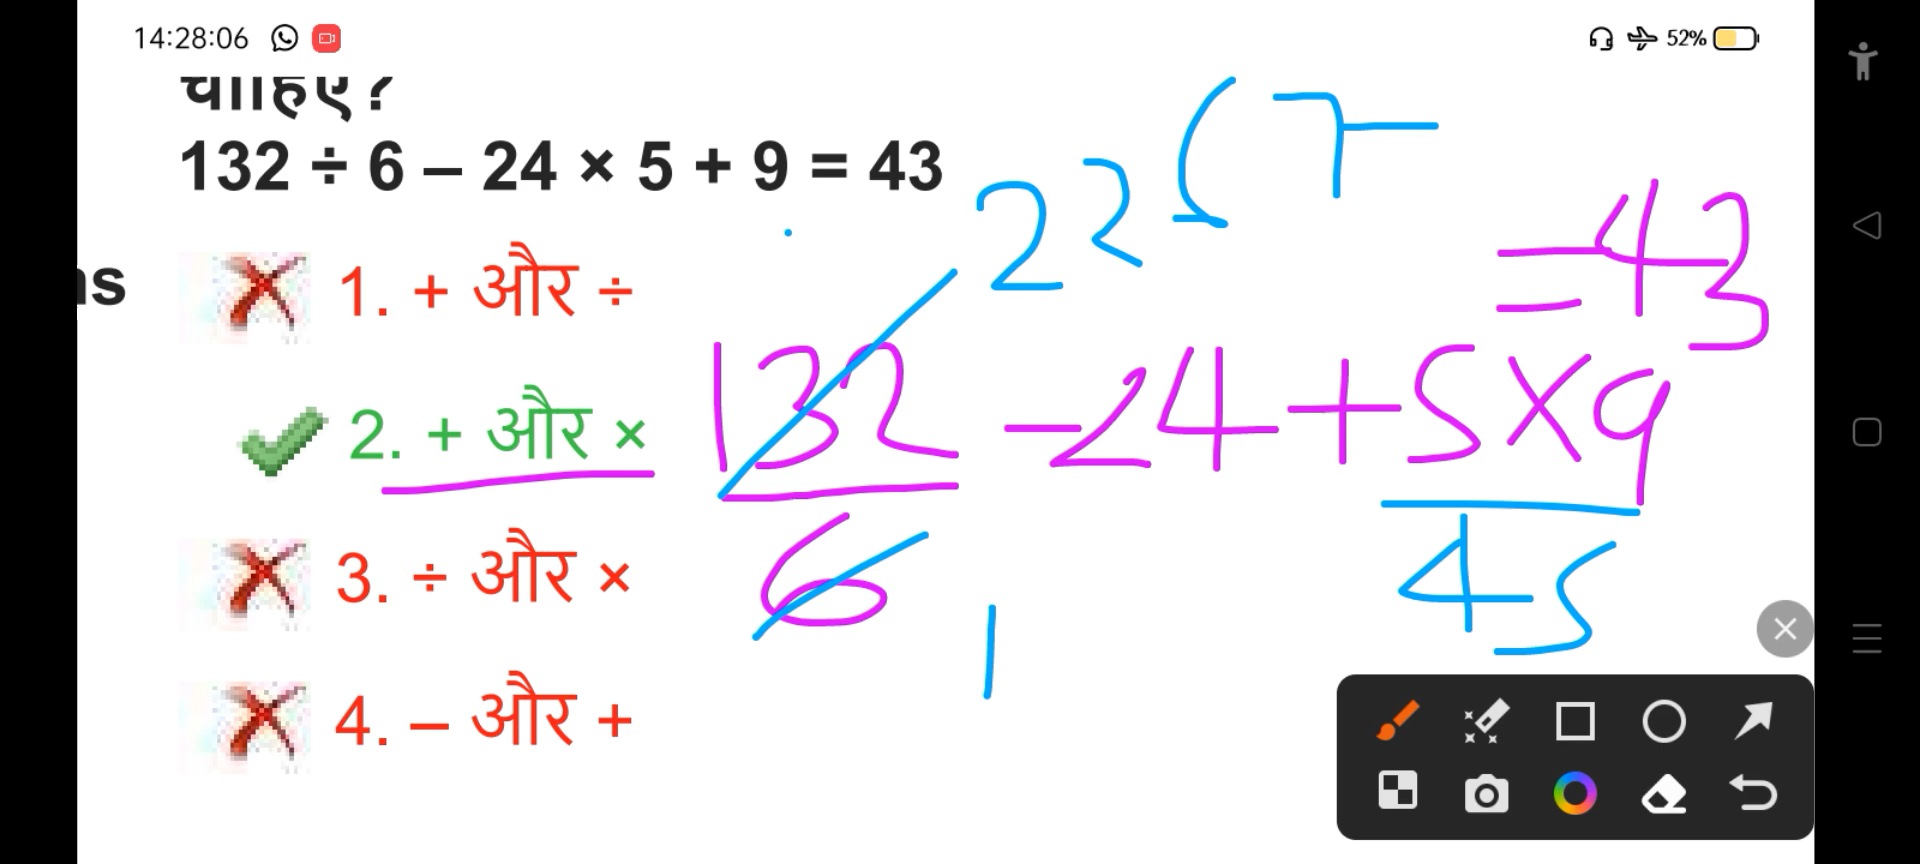 14:28:06
52%
चाहिए?
132 ÷ 6 – 24 × 5 + 9 = 43
ns
1. + और ÷
2. + और ×
3. ÷ और ×
4. – और +
22
= 43
132 - 24 + 5 × 9
6
45
1